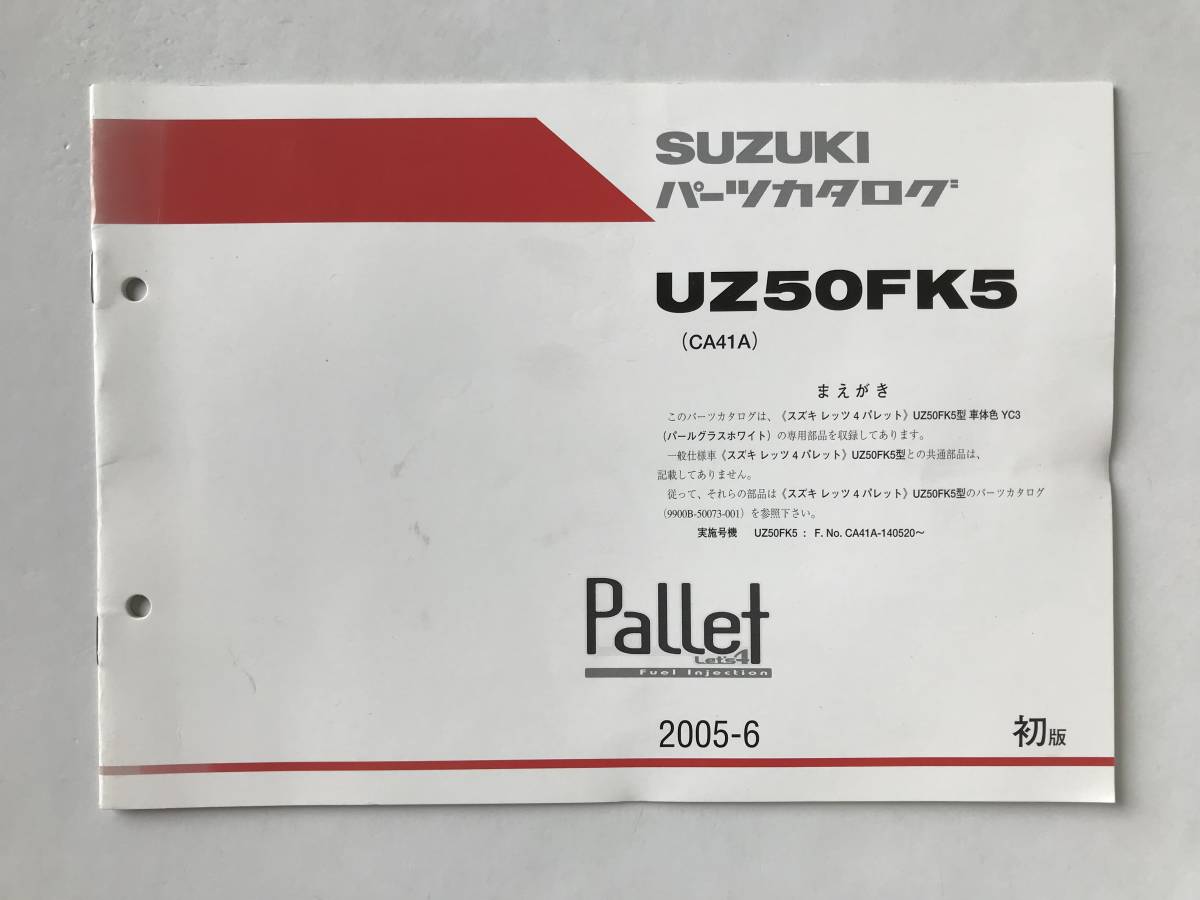 SUZUKI
パーツカタログ
UZ50FK5
(CA41A)
まえがき
このパーツカタログは、《スズキ レッツ4パレット》UZ50FK5型 車体色 YC3
(パールグラスホワイト)の専用部品を収録してあります。
一般仕様車《スズキ レッツ4パレット》UZ50FK5型との共通部品は、
記載してありません。
従って、それらの部品は《スズキ レッツ4パレット》UZ50FK5型のパーツカタログ
(9900B-50073-001)を参照下さい。
実施号機 UZ50FK5 : F. No. CA41A-140520～
Pallet
Let's4
Fuel Injection
2005-6
初版